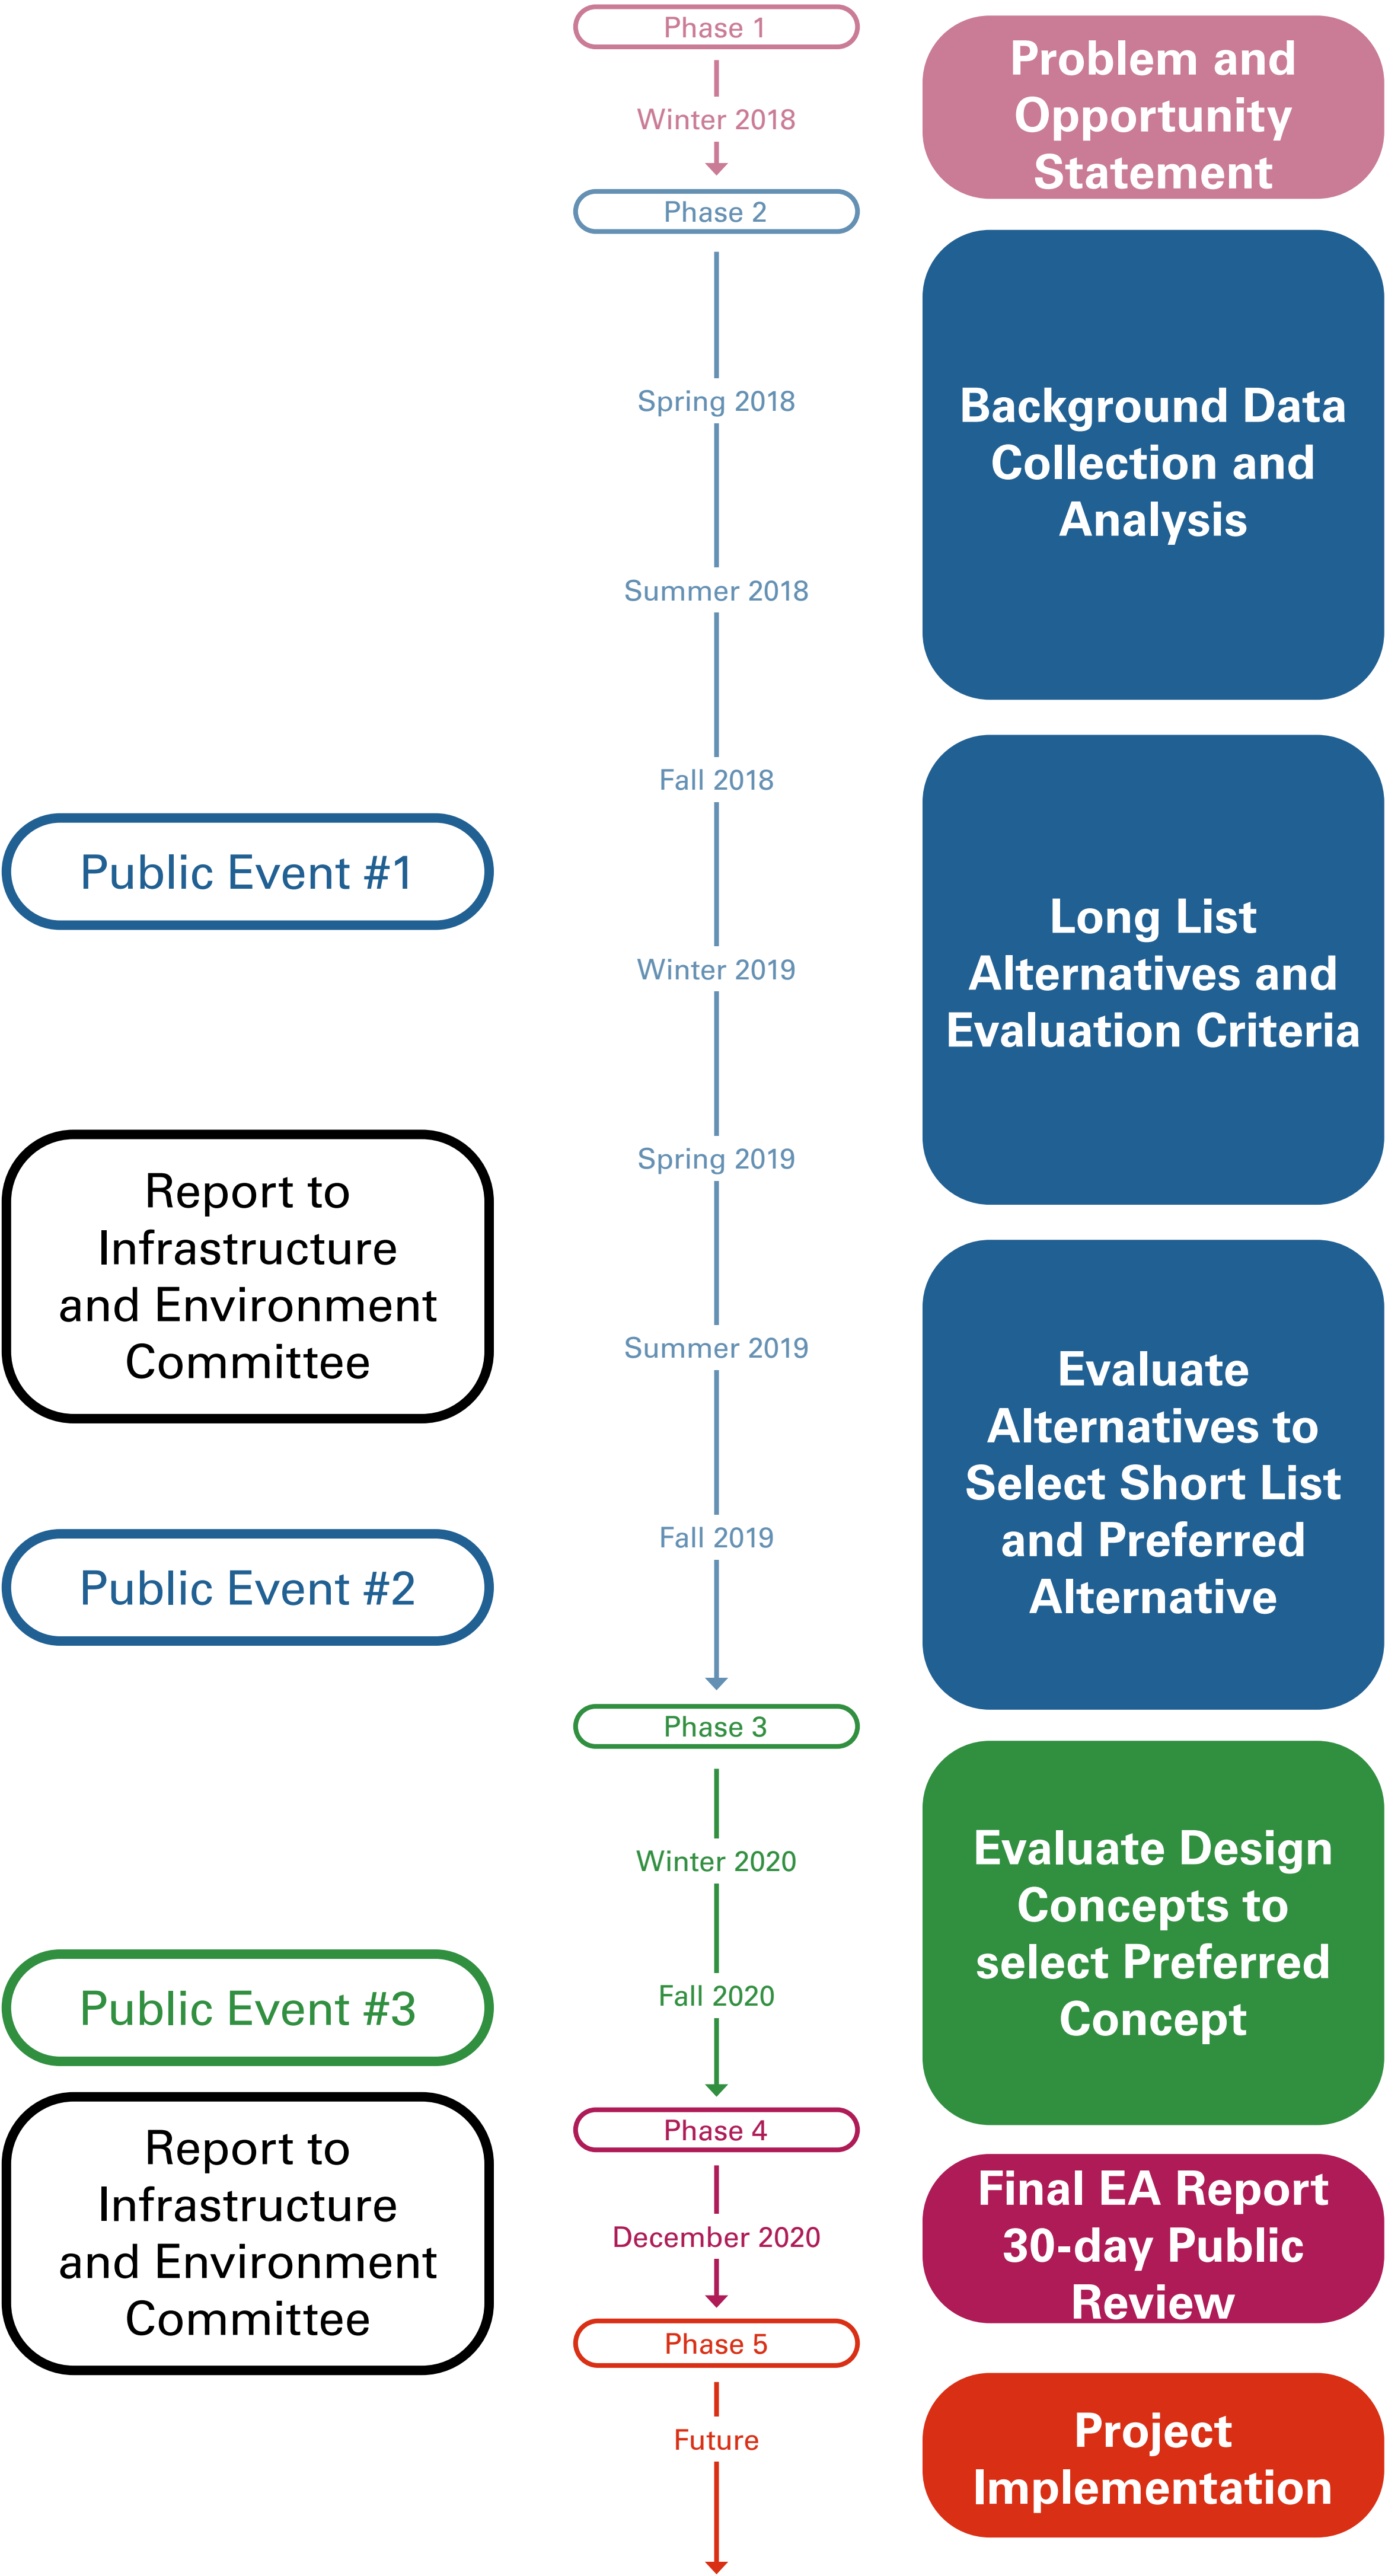 Phase 1
Winter 2018
Problem and
Opportunity
Statement
Phase 2
Spring 2018
Summer 2018
Background Data
Collection and
Analysis
Fall 2018
Public Event #1
Winter 2019
Spring 2019
Long List
Alternatives and
Evaluation Criteria
Report to
Infrastructure
and Environment
Committee
Summer 2019
Fall 2019
Evaluate
Alternatives to
Select Short List
and Preferred
Alternative
Public Event #2
Phase 3
Winter 2020
Fall 2020
Evaluate Design
Concepts to
select Preferred
Concept
Public Event #3
Phase 4
December 2020
Final EA Report
30-day Public
Review
Report to
Infrastructure
and Environment
Committee
Phase 5
Future
Project
Implementation